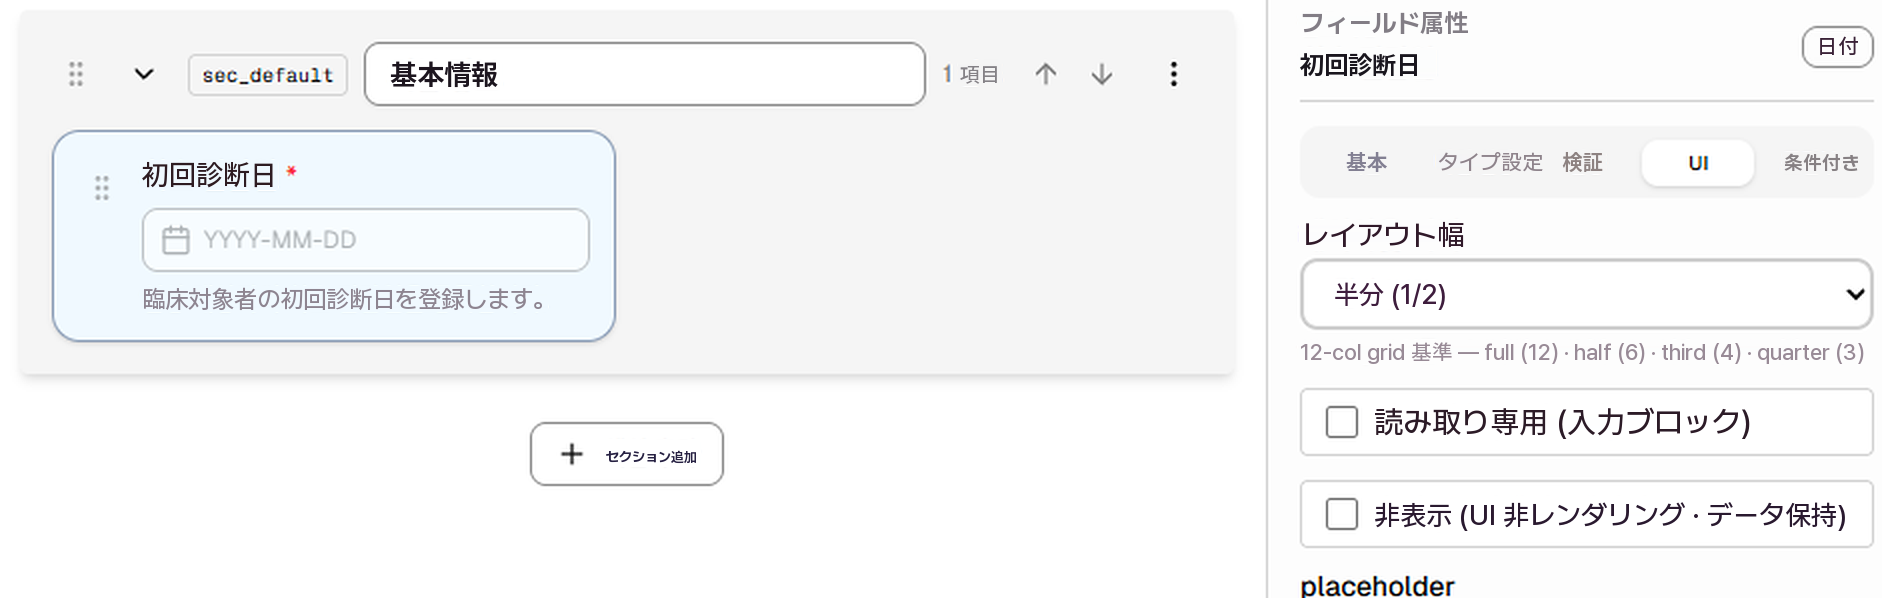 sec_default 基本情報 1 項目
初回診断日 *
YYYY-MM-DD
臨床対象者の初回診断日を登録します。
セクション追加
フィールド属性
初回診断日
日付
基本 タイプ設定 検証 UI 条件付き
レイアウト幅
半分 (1/2)
12-col grid 基準 — full (12) · half (6) · third (4) · quarter (3)
読み取り専用 (入力ブロック)
非表示 (UI 非レンダリング · データ保持)
placeholder